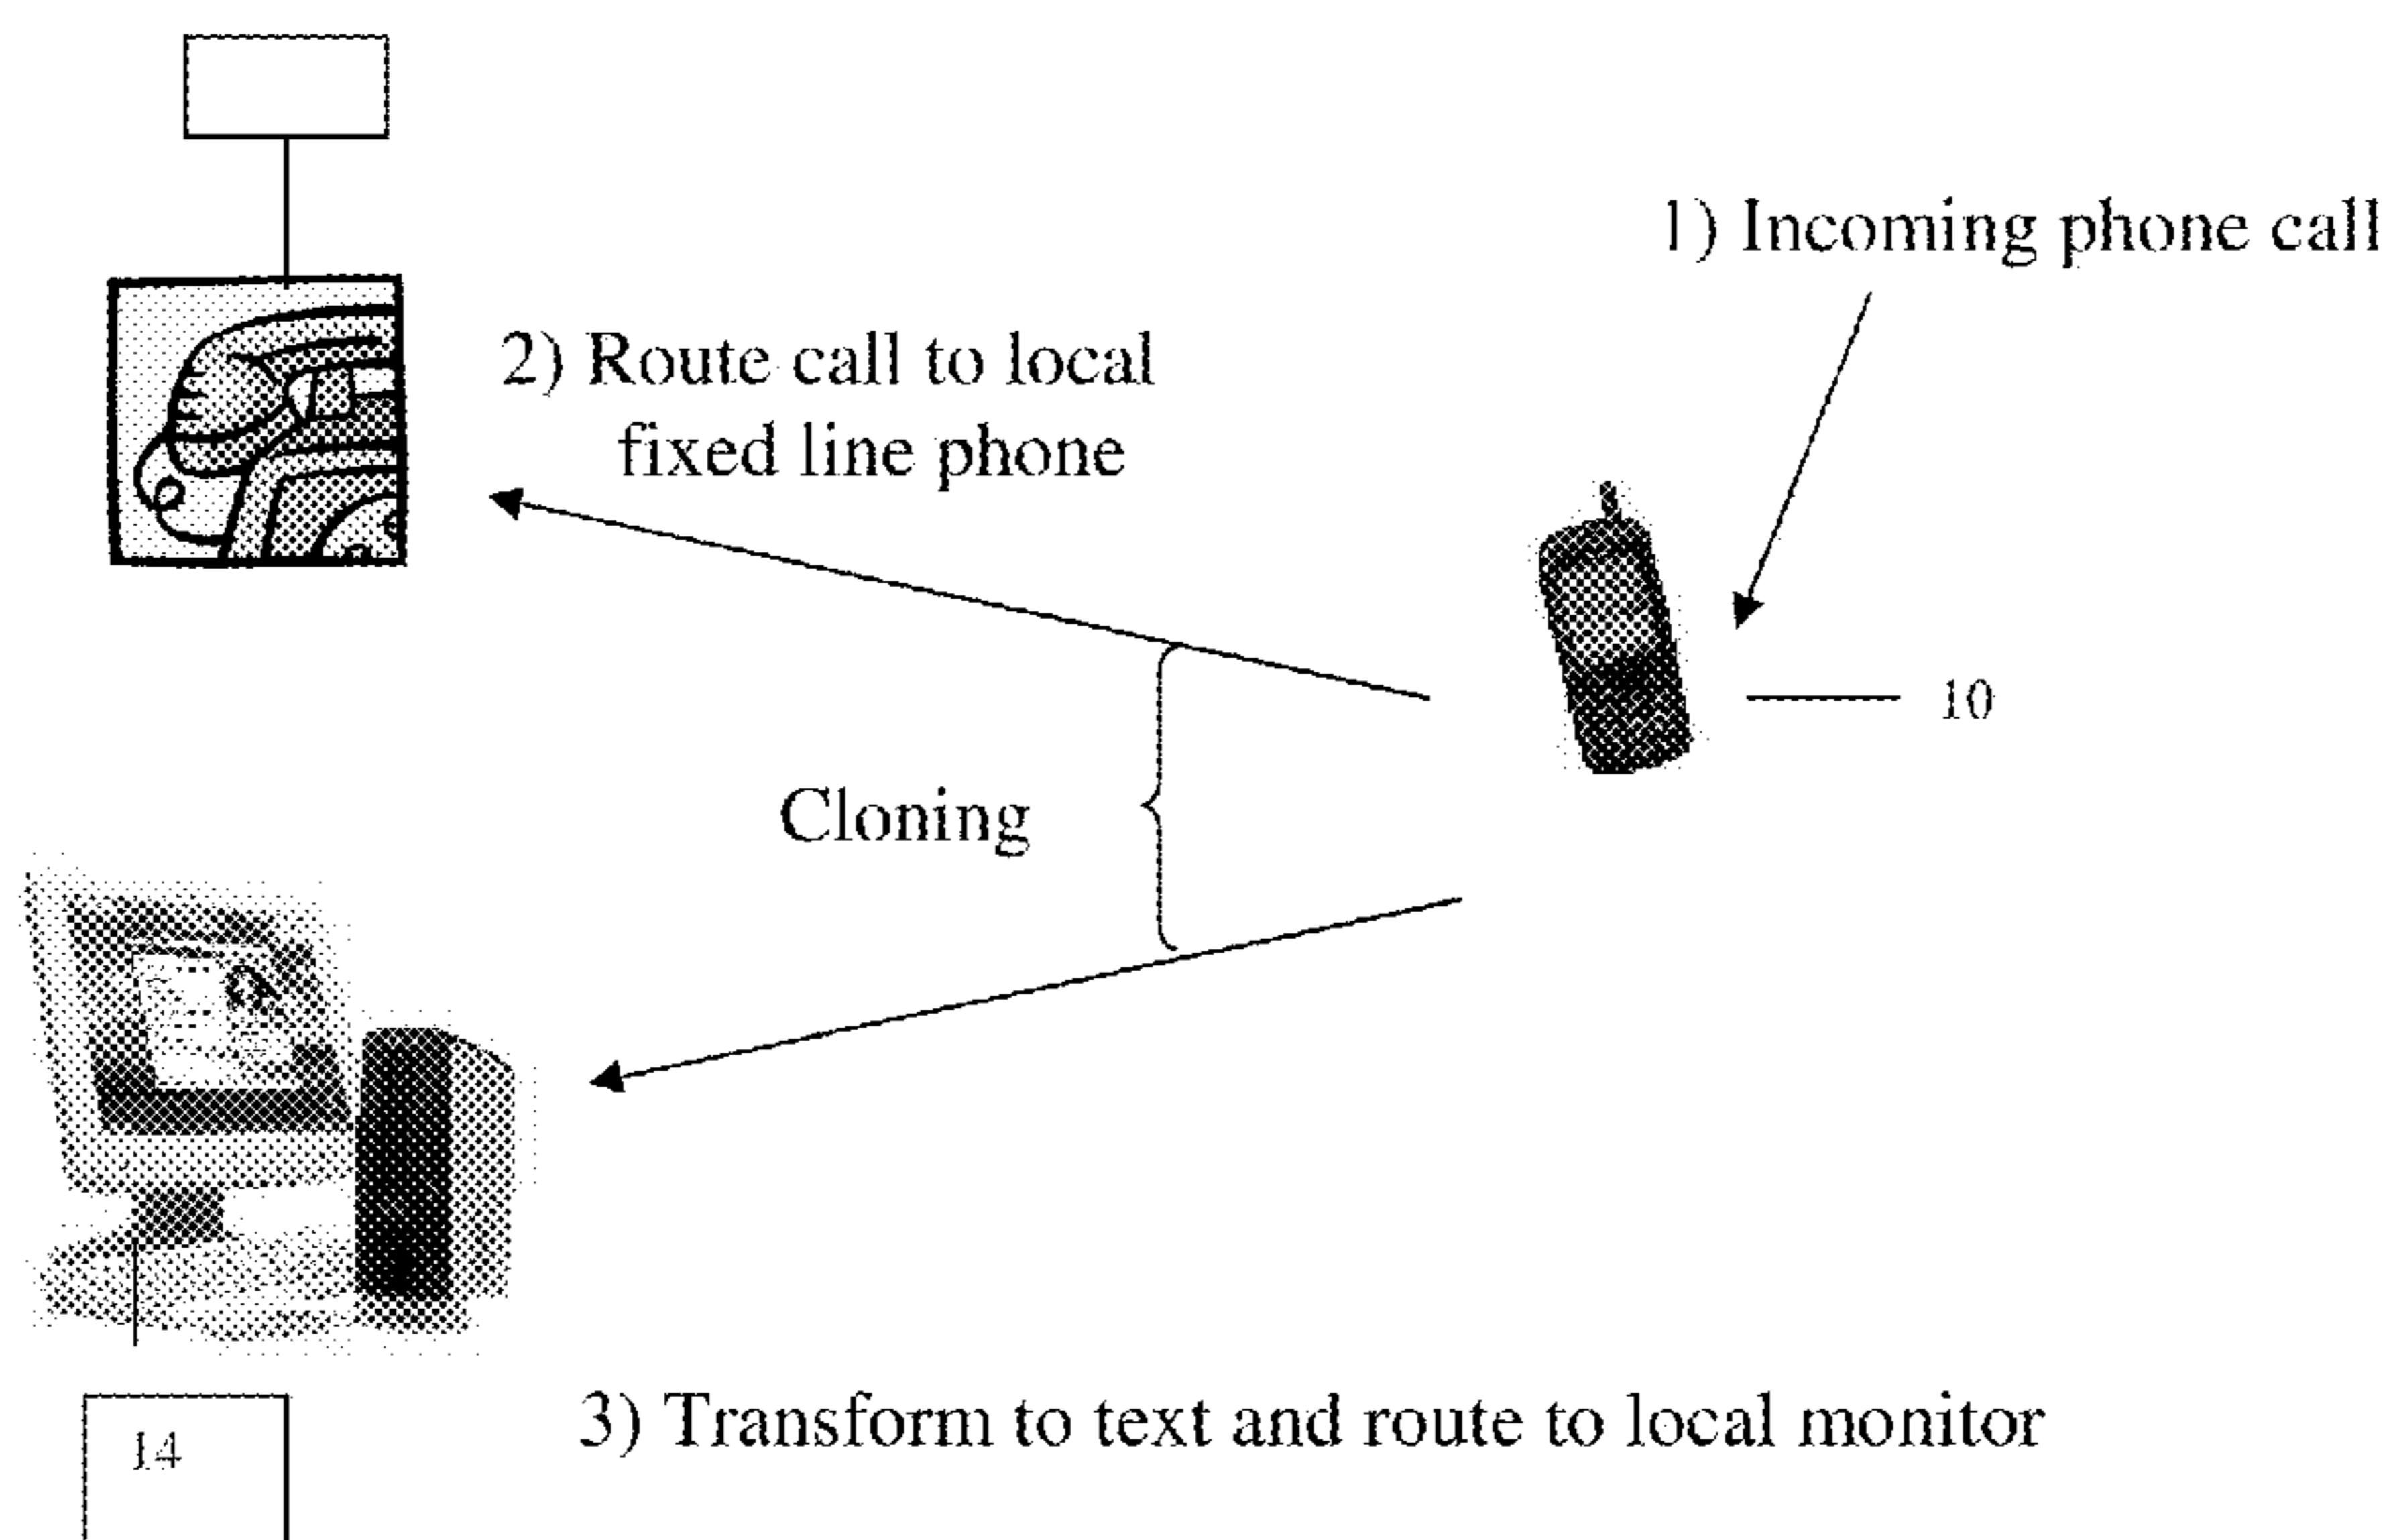 1) Incoming phone call
2) Route call to local
fixed line phone
10
Cloning
3) Transform to text and route to local monitor
14